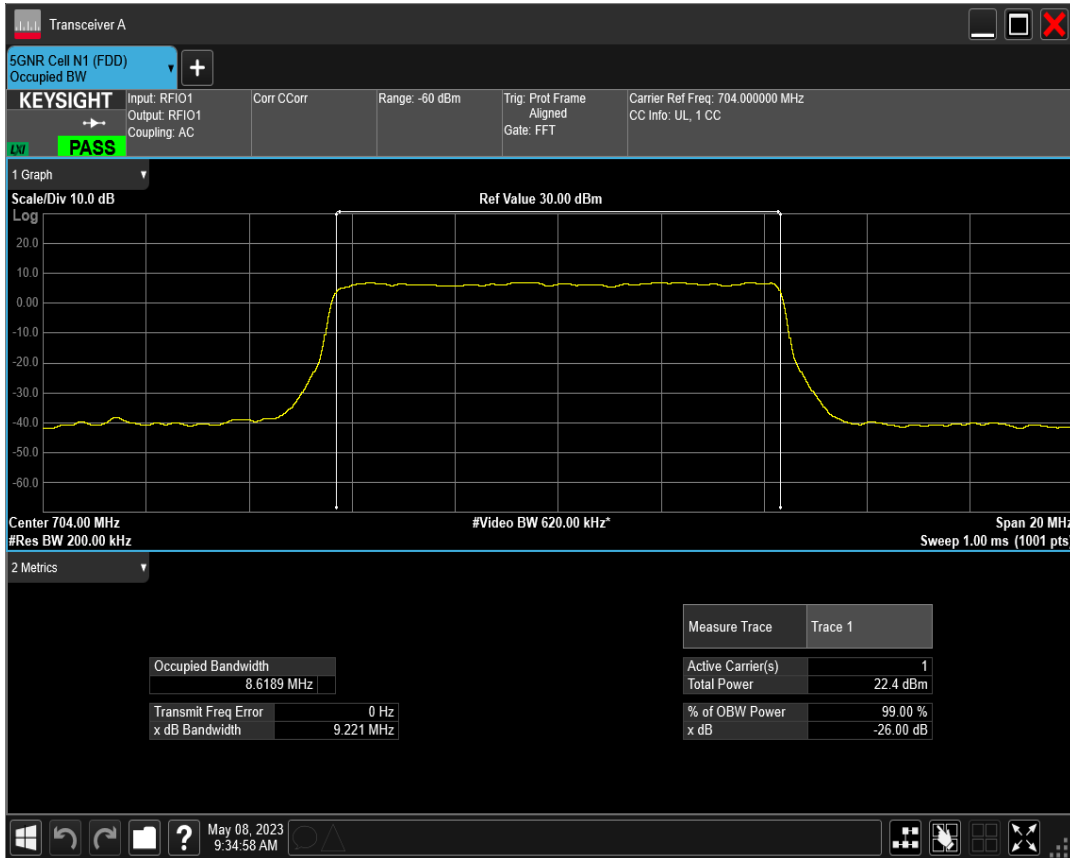 Transceiver A
5GNR Cell N1 (FDD)
Occupied BW
+
KEYSIGHT
LXI
PASS
Input: RFIO1
Output: RFIO1
Coupling: AC
Corr CCorr
Range: -60 dBm
Trig: Prot Frame
Aligned
Gate: FFT
Carrier Ref Freq: 704.000000 MHz
CC Info: UL, 1 CC
1 Graph
Scale/Div 10.0 dB
Ref Value 30.00 dBm
Log
20.0
10.0
0.00
-10.0
-20.0
-30.0
-40.0
-50.0
-60.0
Center 704.00 MHz
#Video BW 620.00 kHz*
Span 20 MHz
#Res BW 200.00 kHz
Sweep 1.00 ms (1001 pts)
2 Metrics
Measure Trace Trace 1
Occupied Bandwidth
8.6189 MHz
Active Carrier(s) 1
Total Power 22.4 dBm
Transmit Freq Error 0 Hz
x dB Bandwidth 9.221 MHz
% of OBW Power 99.00 %
x dB -26.00 dB
?
May 08, 2023
9:34:58 AM